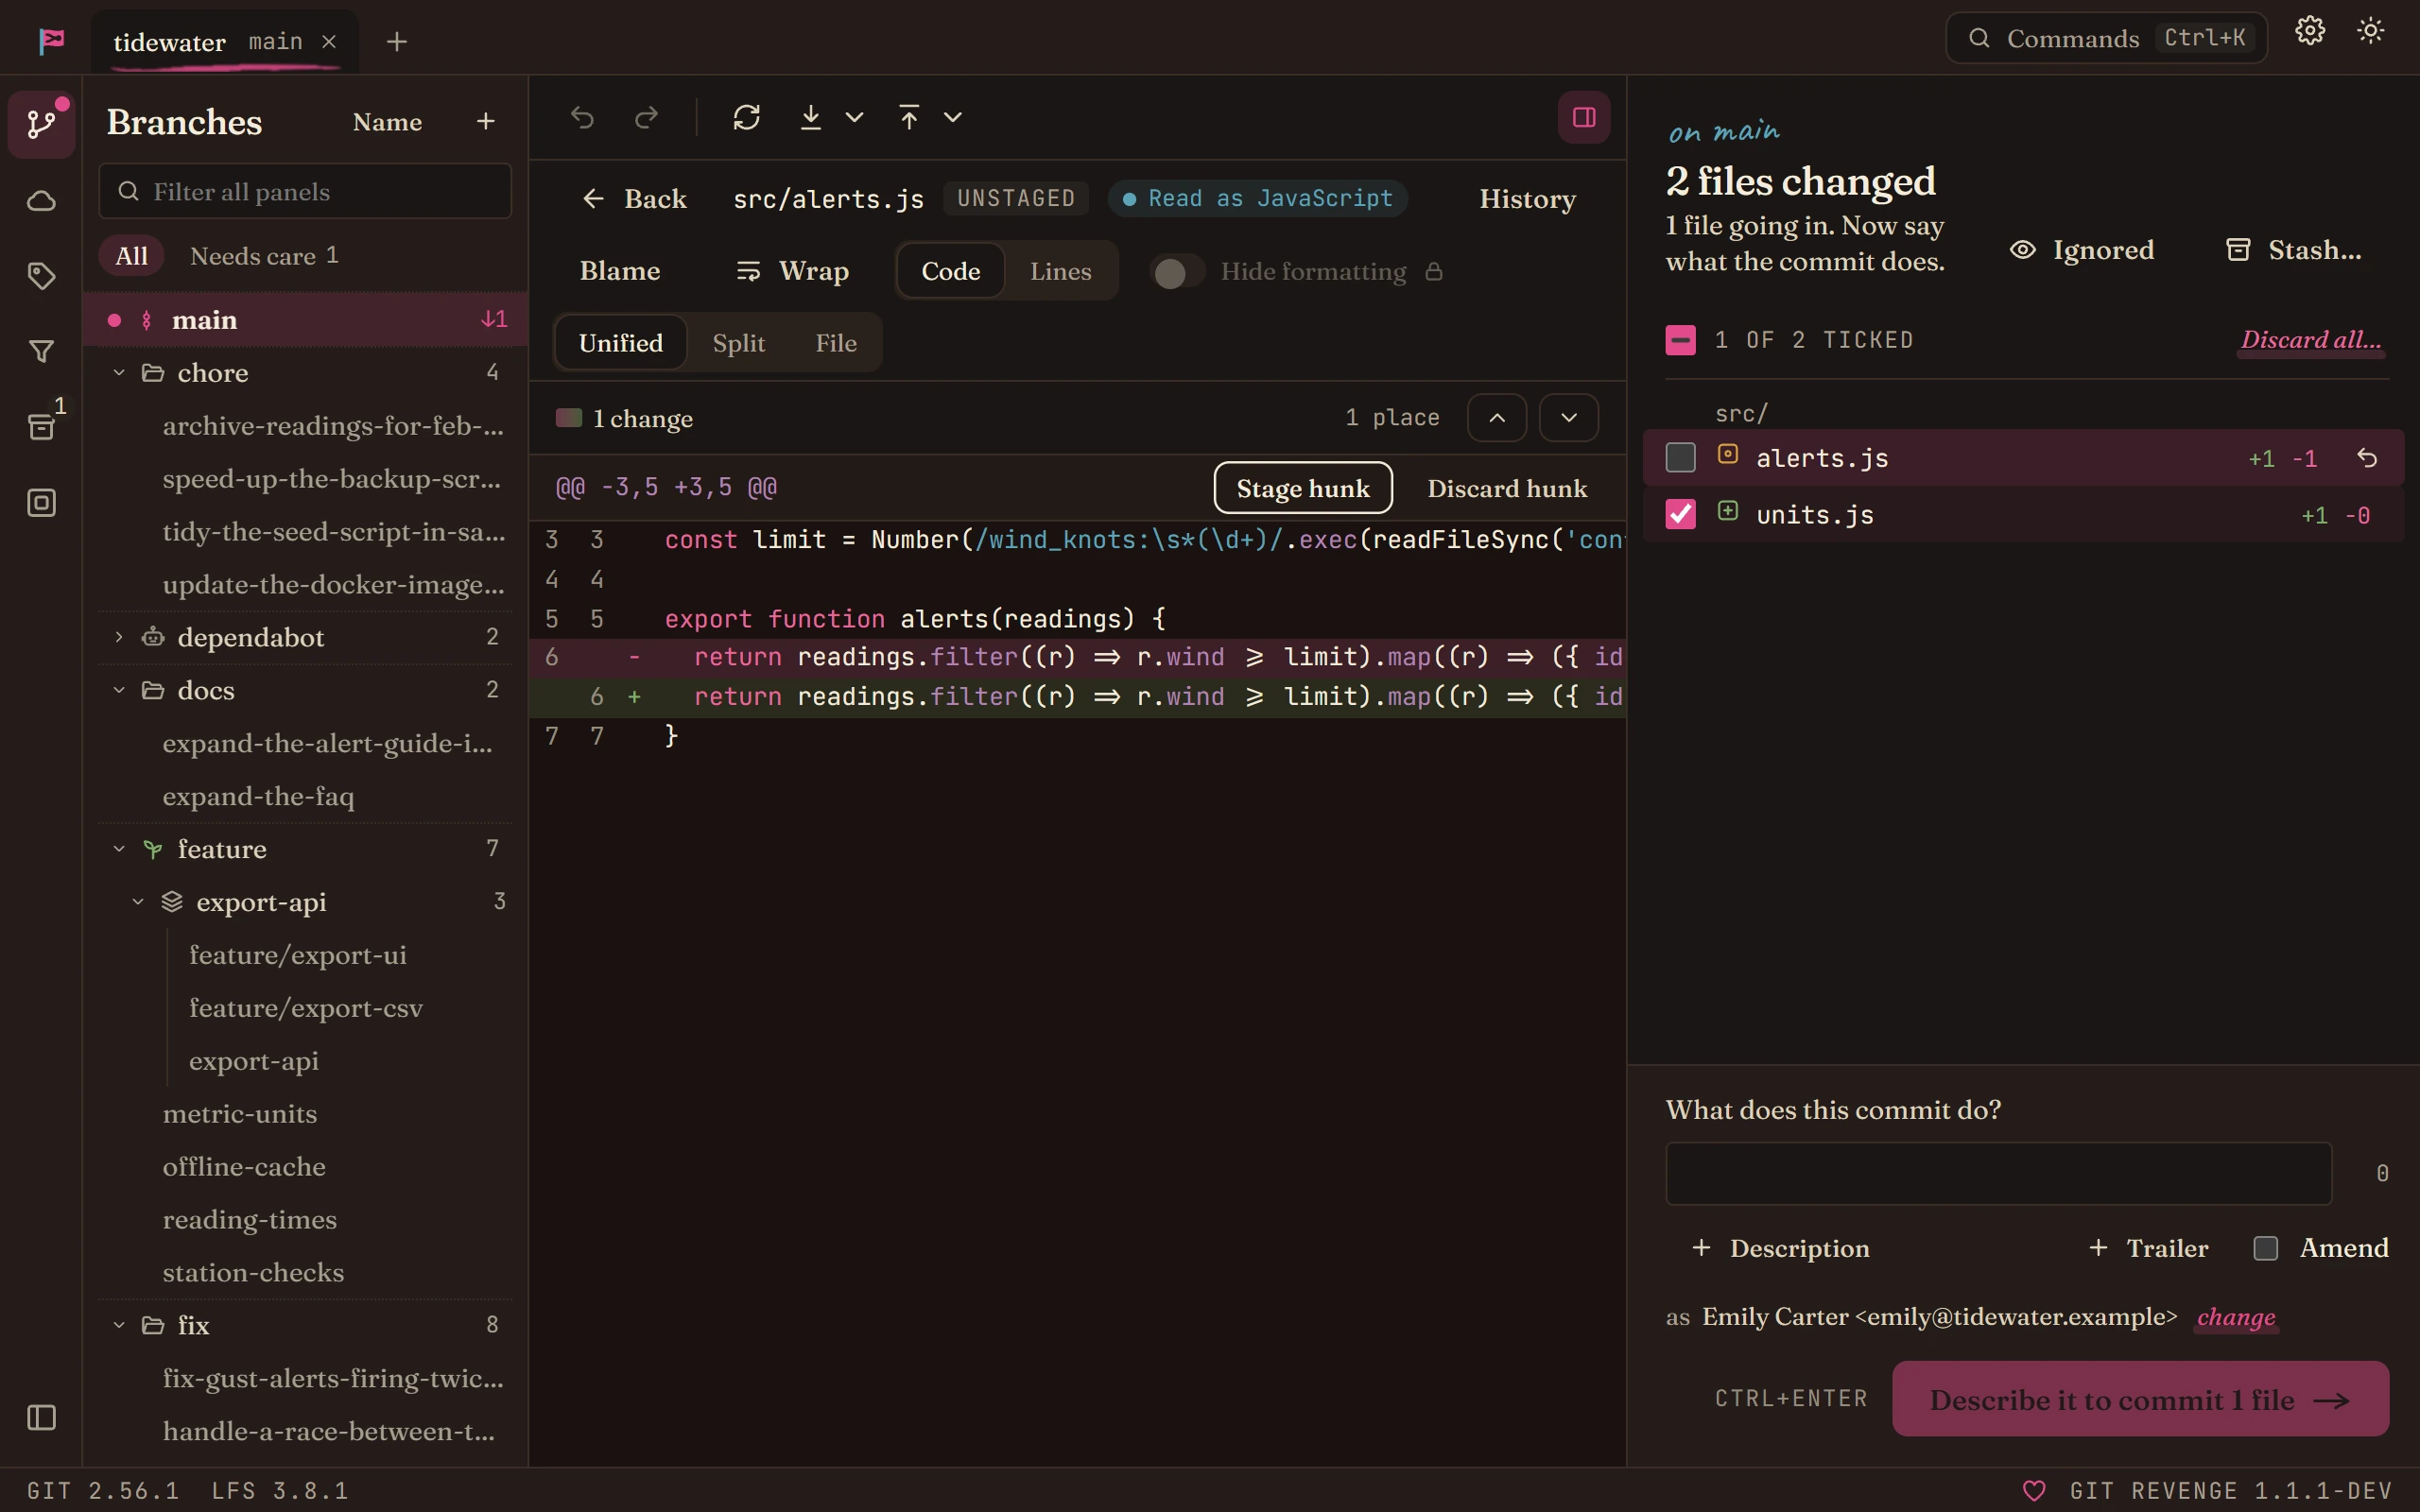 tidewater main
Commands Ctrl+K
Branches Name
Filter all panels
All Needs care 1
main ↓1
chore 4
archive-readings-for-feb-...
speed-up-the-backup-scr...
tidy-the-seed-script-in-sa...
update-the-docker-image...
dependabot 2
docs 2
expand-the-alert-guide-i...
expand-the-faq
feature 7
export-api 3
feature/export-ui
feature/export-csv
export-api
metric-units
offline-cache
reading-times
station-checks
fix 8
fix-gust-alerts-firing-twic...
handle-a-race-between-t...
1
Back src/alerts.js UNSTAGED Read as JavaScript History
Blame Wrap Code Lines Hide formatting
Unified Split File
1 change 1 place
@@ -3,5 +3,5 @@ Stage hunk Discard hunk
3 3 const limit = Number(/wind_knots:\s*(\d+)/.exec(readFileSync('con
4 4
5 5 export function alerts(readings) {
6 - return readings.filter((r) => r.wind >= limit).map((r) => ({ id
6 + return readings.filter((r) => r.wind >= limit).map((r) => ({ id
7 7 }
on main
2 files changed
1 file going in. Now say
what the commit does.
Ignored Stash...
1 OF 2 TICKED Discard all...
src/
alerts.js +1 -1
units.js +1 -0
What does this commit do?
0
+ Description + Trailer Amend
as Emily Carter <emily@tidewater.example> change
CTRL+ENTER Describe it to commit 1 file →
GIT 2.56.1 LFS 3.8.1
GIT REVENGE 1.1.1-DEV